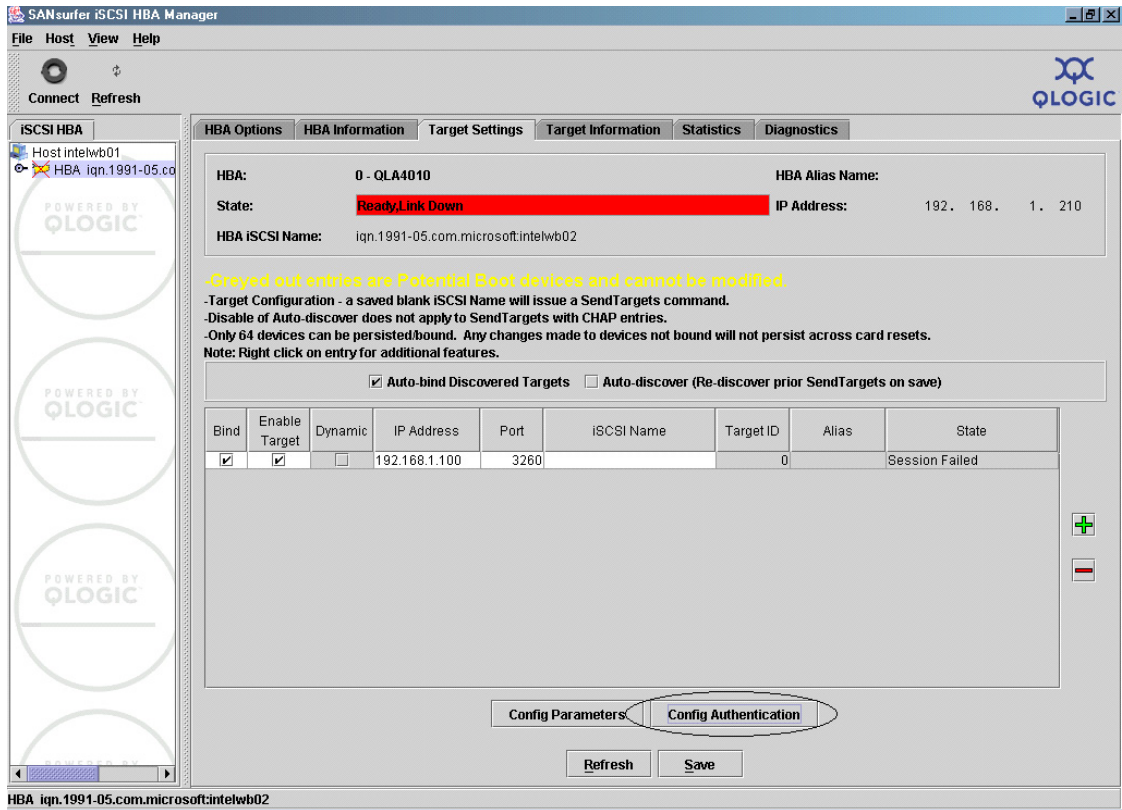 SANsurfer iSCSI HBA Manager
File Host View Help
Connect Refresh
QLOGIC
iSCSI HBA
Host intelwb01
HBA iqn.1991-05.co
POWERED BY
QLOGIC
POWERED BY
QLOGIC
POWERED BY
QLOGIC
POWERED BY
HBA Options HBA Information Target Settings Target Information Statistics Diagnostics
HBA: 0 - QLA4010 HBA Alias Name:
State: Ready,Link Down IP Address: 192. 168. 1. 210
HBA iSCSI Name: iqn.1991-05.com.microsoft:intelwb02
-Greyed out entries are Potential Boot devices and cannot be modified.
-Target Configuration - a saved blank iSCSI Name will issue a SendTargets command.
-Disable of Auto-discover does not apply to SendTargets with CHAP entries.
-Only 64 devices can be persisted/bound. Any changes made to devices not bound will not persist across card resets.
Note: Right click on entry for additional features.
Auto-bind Discovered Targets Auto-discover (Re-discover prior SendTargets on save)
Bind Enable Target Dynamic IP Address Port iSCSI Name Target ID Alias State
192.168.1.100 3260 0 Session Failed
Config Parameters Config Authentication
Refresh Save
HBA iqn.1991-05.com.microsoft:intelwb02